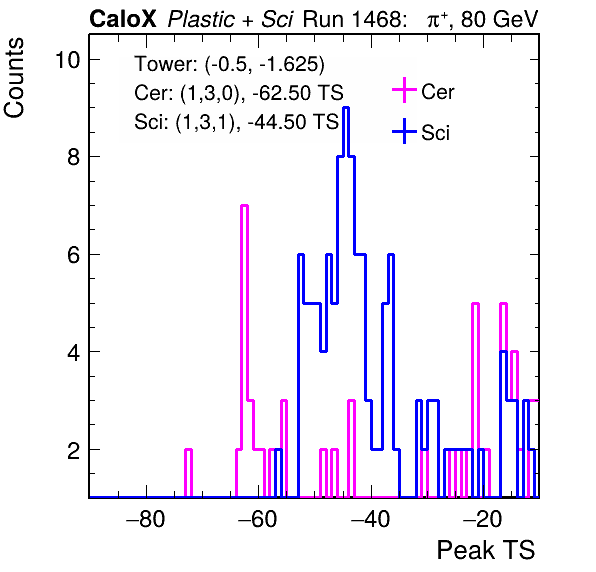 CaloX Plastic + Sci Run 1468: π+, 80 GeV
Counts
Tower: (-0.5, -1.625)
Cer: (1,3,0), -62.50 TS
Sci: (1,3,1), -44.50 TS
Cer
Sci
10
8
6
4
2
−80 −60 −40 −20
Peak TS